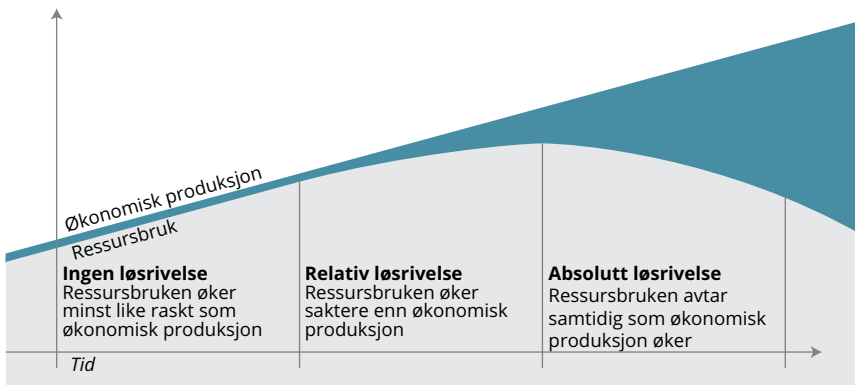 Økonomisk produksjon
Ressursbruk
Ingen løsrivelse
Ressursbruken øker
minst like raskt som
økonomisk produksjon
Relativ løsrivelse
Ressursbruken øker
saktere enn økonomisk
produksjon
Absolutt løsrivelse
Ressursbruken avtar
samtidig som økonomisk
produksjon øker
Tid